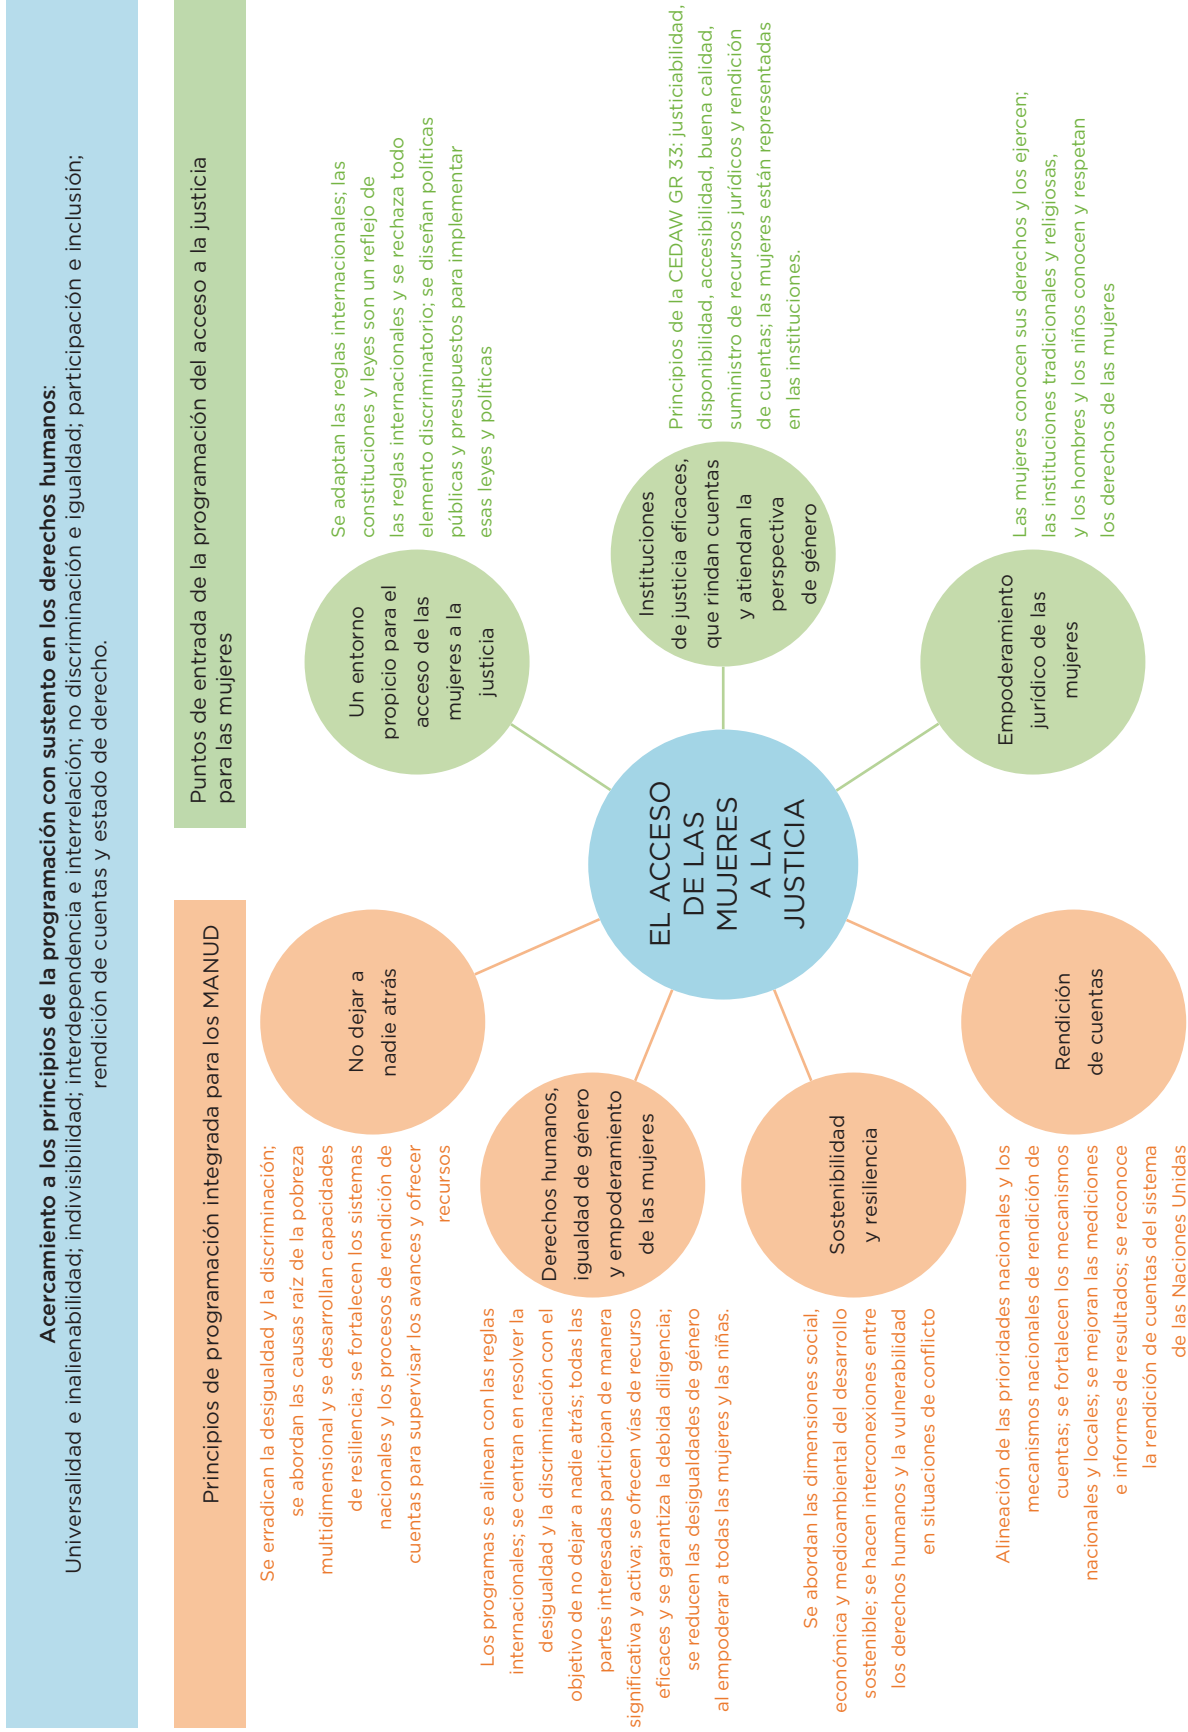 Acercamiento a los principios de la programación con sustento en los derechos humanos:
Universalidad e inalienabilidad; indivisibilidad; interdependencia e interrelación; no discriminación e igualdad; participación e inclusión;
rendición de cuentas y estado de derecho.
Principios de programación integrada para los MANUD
Se erradican la desigualdad y la discriminación;
se abordan las causas raíz de la pobreza
multidimensional y se desarrollan capacidades
de resiliencia; se fortalecen los sistemas
nacionales y los procesos de rendición de
cuentas para supervisar los avances y ofrecer
recursos
No dejar a
nadie atrás
Los programas se alinean con las reglas
internacionales; se centran en resolver la
desigualdad y la discriminación con el
objetivo de no dejar a nadie atrás; todas las
partes interesadas participan de manera
significativa y activa; se ofrecen vías de recurso
eficaces y se garantiza la debida diligencia;
se reducen las desigualdades de género
al empoderar a todas las mujeres y las niñas.
Derechos humanos,
igualdad de género
y empoderamiento
de las mujeres
Se abordan las dimensiones social,
económica y medioambiental del desarrollo
sostenible; se hacen interconexiones entre
los derechos humanos y la vulnerabilidad
en situaciones de conflicto
Sostenibilidad
y resiliencia
Alineación de las prioridades nacionales y los
mecanismos nacionales de rendición de
cuentas; se fortalecen los mecanismos
nacionales y locales; se mejoran las mediciones
e informes de resultados; se reconoce
la rendición de cuentas del sistema
de las Naciones Unidas
Rendición
de cuentas
EL ACCESO
DE LAS
MUJERES
A LA
JUSTICIA
Puntos de entrada de la programación del acceso a la justicia
para las mujeres
Un entorno
propicio para el
acceso de las
mujeres a la
justicia
Se adaptan las reglas internacionales; las
constituciones y leyes son un reflejo de
las reglas internacionales y se rechaza todo
elemento discriminatorio; se diseñan políticas
públicas y presupuestos para implementar
esas leyes y políticas
Instituciones
de justicia eficaces,
que rindan cuentas
y atiendan la
perspectiva
de género
Principios de la CEDAW GR 33: justiciabilidad,
disponibilidad, accesibilidad, buena calidad,
suministro de recursos jurídicos y rendición
de cuentas; las mujeres están representadas
en las instituciones.
Empoderamiento
jurídico de las
mujeres
Las mujeres conocen sus derechos y los ejercen;
las instituciones tradicionales y religiosas,
y los hombres y los niños conocen y respetan
los derechos de las mujeres